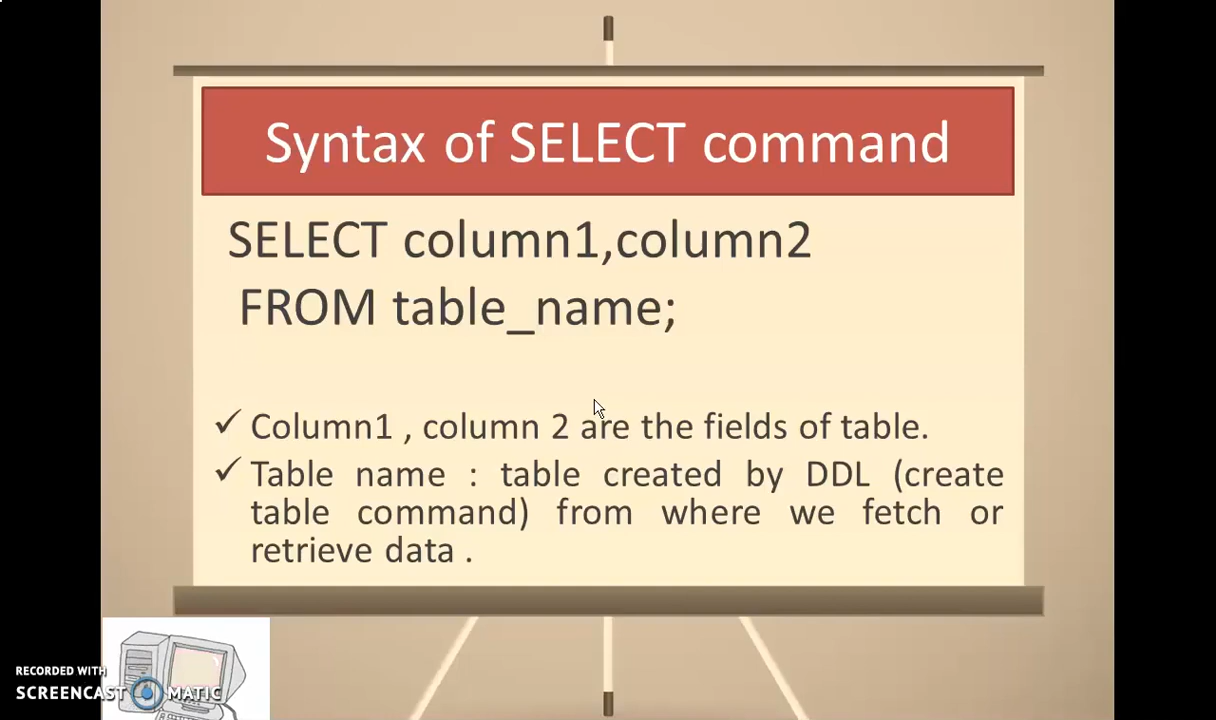 Syntax of SELECT command
SELECT column1,column2
FROM table_name;
✓ Column1 , column 2 are the fields of table.
✓ Table name : table created by DDL (create
table command) from where we fetch or
retrieve data .
RECORDED WITH
SCREENCAST MATIC